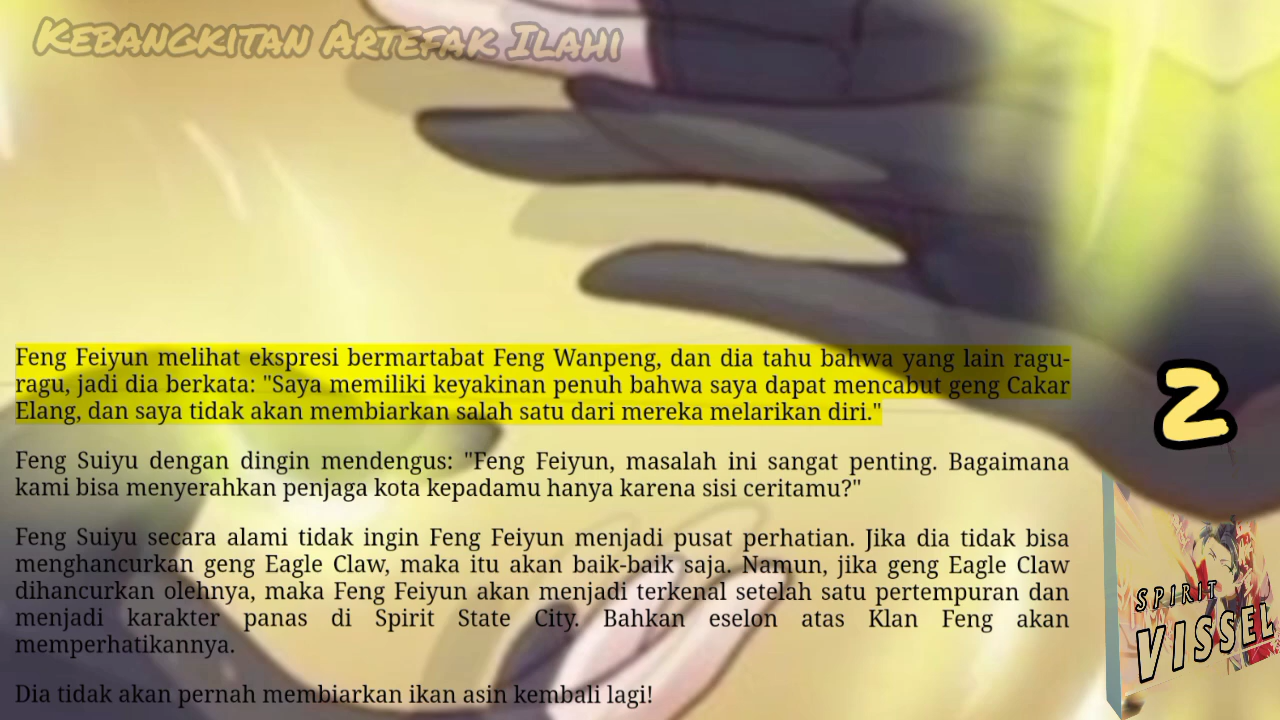 Kebangkitan Artefak Ilahi
Feng Feiyun melihat ekspresi bermartabat Feng Wanpeng, dan dia tahu bahwa yang lain ragu-
ragu, jadi dia berkata: "Saya memiliki keyakinan penuh bahwa saya dapat mencabut geng Cakar
Elang, dan saya tidak akan membiarkan salah satu dari mereka melarikan diri."
Feng Suiyu dengan dingin mendengus: "Feng Feiyun, masalah ini sangat penting. Bagaimana
kami bisa menyerahkan penjaga kota kepadamu hanya karena sisi ceritamu?"
Feng Suiyu secara alami tidak ingin Feng Feiyun menjadi pusat perhatian. Jika dia tidak bisa
menghancurkan geng Eagle Claw, maka itu akan baik-baik saja. Namun, jika geng Eagle Claw
dihancurkan olehnya, maka Feng Feiyun akan menjadi terkenal setelah satu pertempuran dan
menjadi karakter panas di Spirit State City. Bahkan eselon atas Klan Feng akan
memperhatikannya.
Dia tidak akan pernah membiarkan ikan asin kembali lagi!
2
SPIRIT
VISSEL